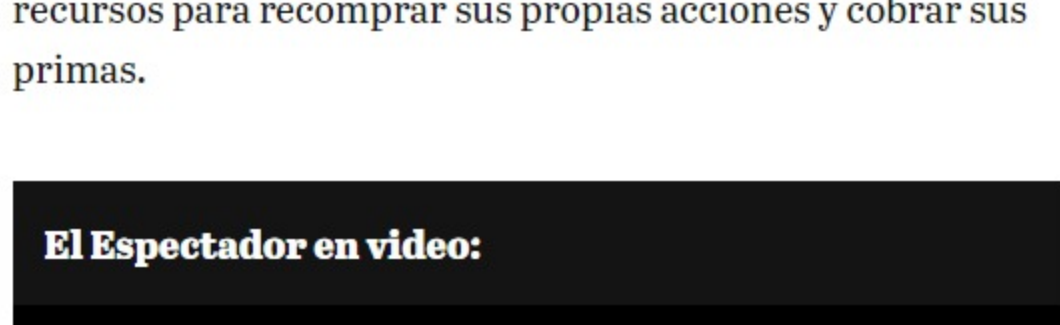 recursos para recomprar sus propias acciones y cobrar sus
primas.
El Espectador en video: